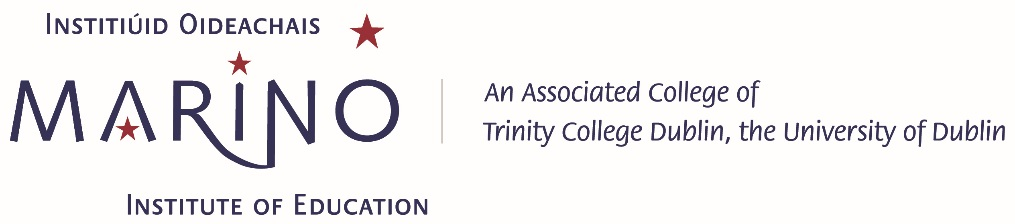 Institiúid Oideachais
MARINO
Institute of Education
An Associated College of
Trinity College Dublin, the University of Dublin